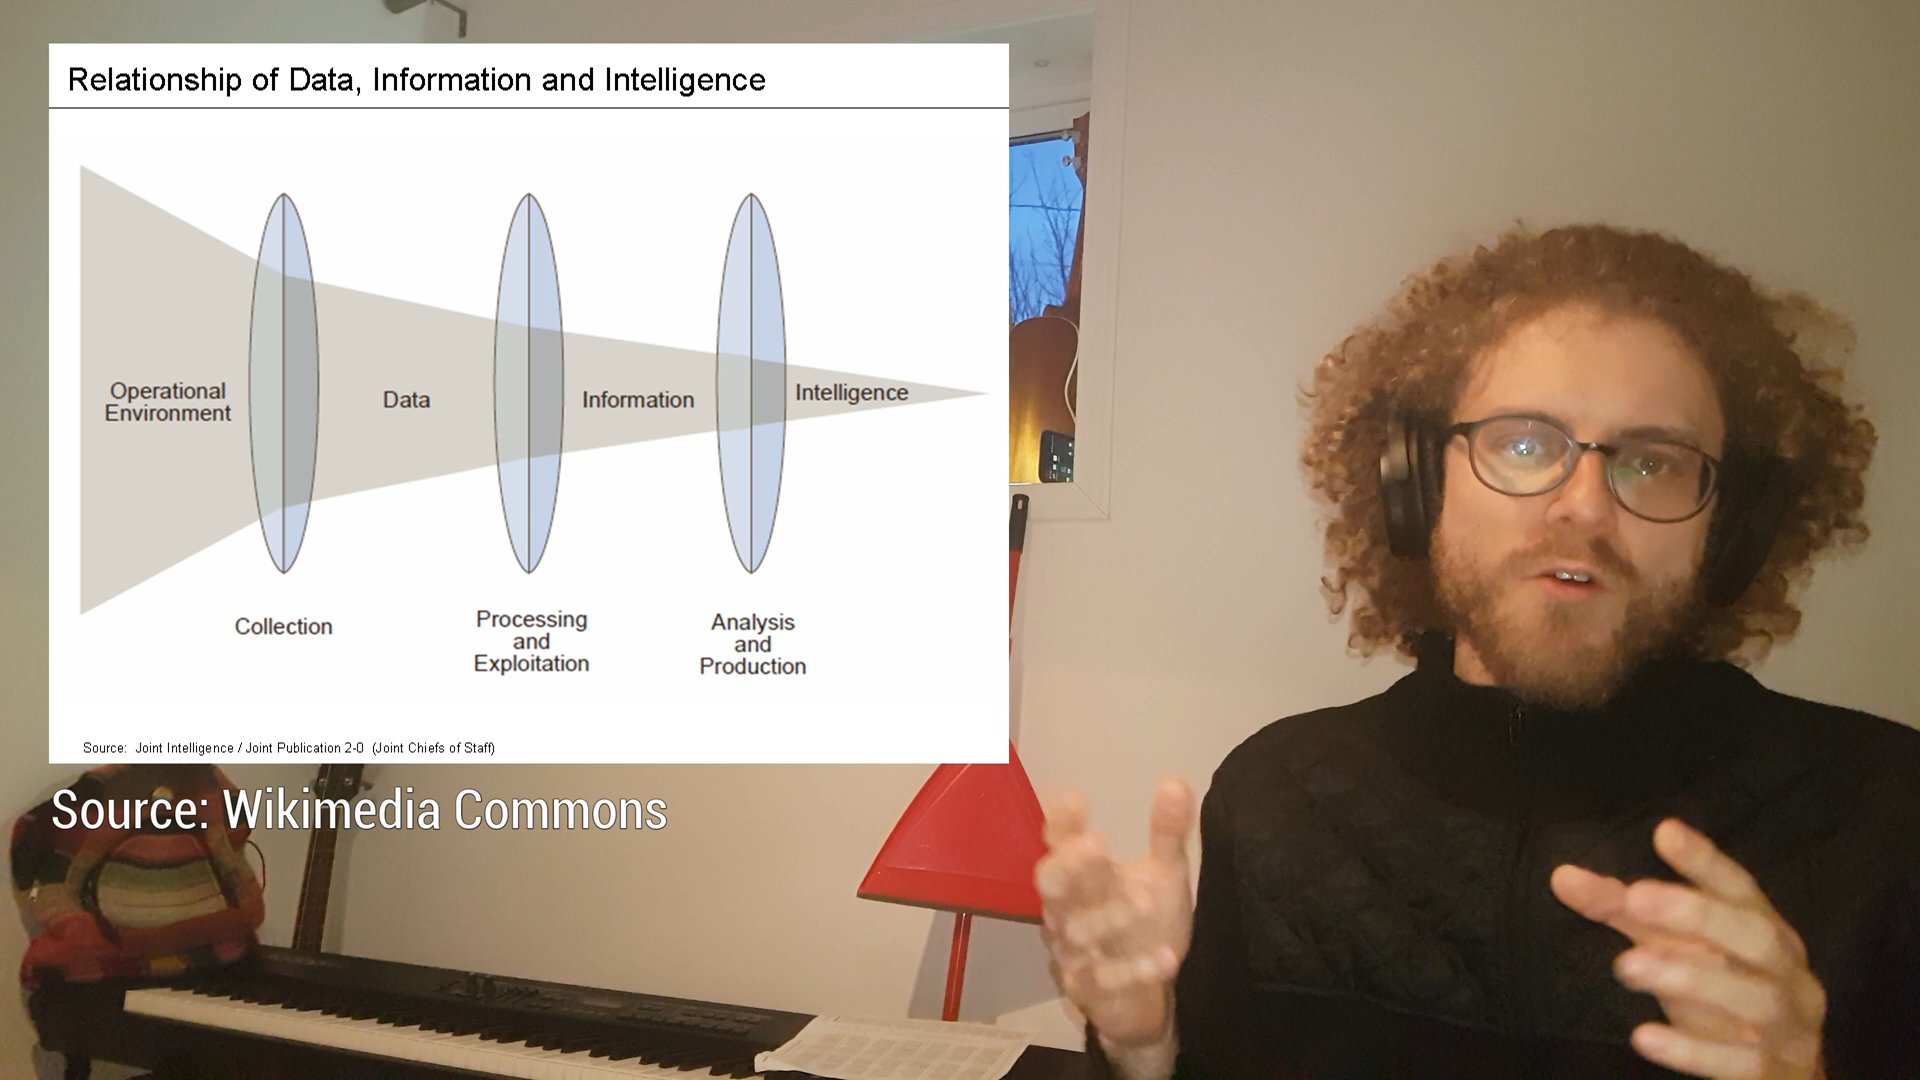 Relationship of Data, Information and Intelligence
Operational
Environment
Data
Information
Intelligence
Collection
Processing
and
Exploitation
Analysis
and
Production
Source: Joint Intelligence / Joint Publication 2-0 (Joint Chiefs of Staff)
Source: Wikimedia Commons